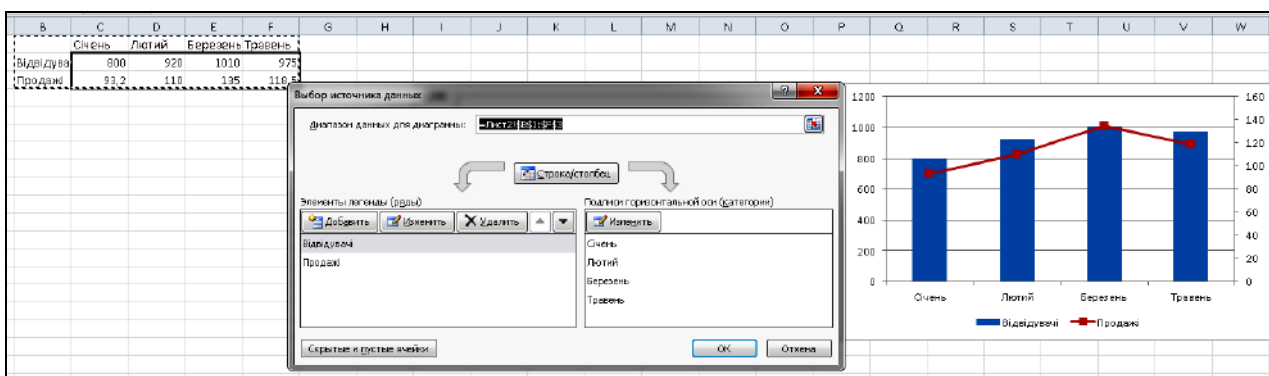 B C D E F G H I J K L M N O P Q R S T U V W
Січень Лютий Березень Травень
Відвідува 800 920 1010 975
Продажі 93,2 110 135 118,5
Выбор источника данных
Диапазон данных для диаграммы: =Лист2!$B$1:$F$3
Строка/столбец
Элементы легенды (ряды)
Добавить Изменить Удалить
Відвідувачі
Продажі
Подписи горизонтальной оси (категории)
Изменить
Січень
Лютий
Березень
Травень
Скрытые и пустые ячейки
ОК Отмена
1200 160
1000 140
800 120
600 100
400 80
200 60
0 40
20
0
Січень Лютий Березень Травень
Відвідувачі Продажі